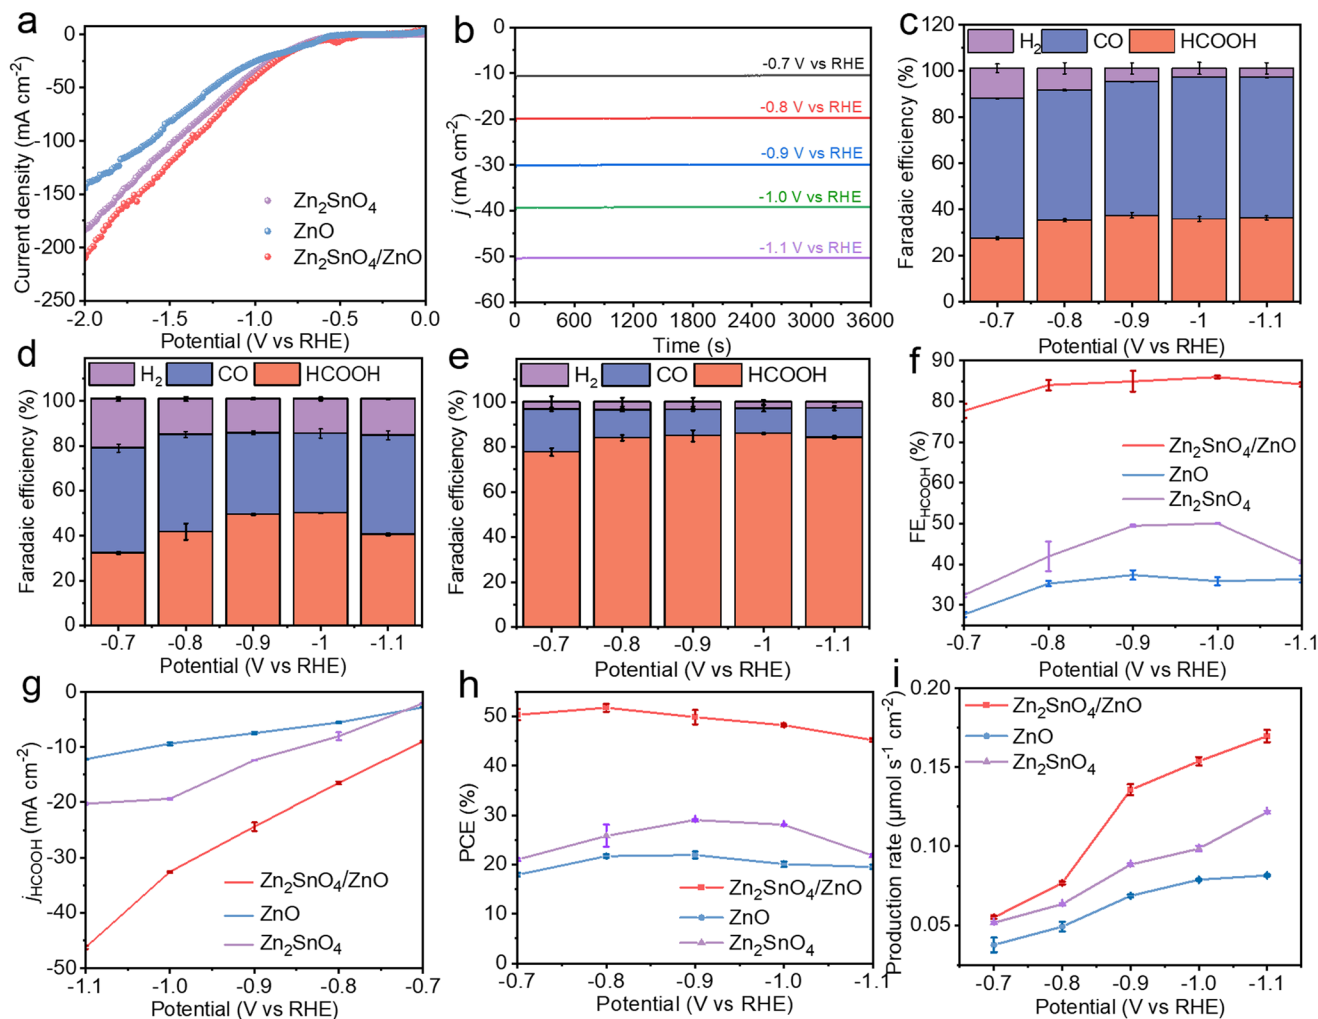 a
Current density (mA cm⁻²)
0
-50
-100
-150
-200
-250
Zn₂SnO₄
ZnO
Zn₂SnO₄/ZnO
-2.0 -1.5 -1.0 -0.5 0.0
Potential (V vs RHE)
b
j (mA cm⁻²)
0
-10
-20
-30
-40
-50
-60
-0.7 V vs RHE
-0.8 V vs RHE
-0.9 V vs RHE
-1.0 V vs RHE
-1.1 V vs RHE
0 600 1200 1800 2400 3000 3600
Time (s)
c
Faradaic efficiency (%)
120
100
80
60
40
20
0
H₂ CO HCOOH
-0.7 -0.8 -0.9 -1 -1.1
Potential (V vs RHE)
d
Faradaic efficiency (%)
100
80
60
40
20
0
H₂ CO HCOOH
-0.7 -0.8 -0.9 -1 -1.1
Potential (V vs RHE)
e
Faradaic efficiency (%)
100
80
60
40
20
0
H₂ CO HCOOH
-0.7 -0.8 -0.9 -1 -1.1
Potential (V vs RHE)
f
FE_HCOOH (%)
90
80
70
60
50
40
30
Zn₂SnO₄/ZnO
ZnO
Zn₂SnO₄
-0.7 -0.8 -0.9 -1.0 -1.1
Potential (V vs RHE)
g
j_HCOOH (mA cm⁻²)
0
-10
-20
-30
-40
-50
Zn₂SnO₄/ZnO
ZnO
Zn₂SnO₄
-1.1 -1.0 -0.9 -0.8 -0.7
Potential (V vs RHE)
h
PCE (%)
50
40
30
20
10
0
Zn₂SnO₄/ZnO
ZnO
Zn₂SnO₄
-0.7 -0.8 -0.9 -1.0 -1.1
Potential (V vs RHE)
i
Production rate (μmol s⁻¹ cm⁻²)
0.20
0.15
0.10
0.05
Zn₂SnO₄/ZnO
ZnO
Zn₂SnO₄
-0.7 -0.8 -0.9 -1.0 -1.1
Potential (V vs RHE)